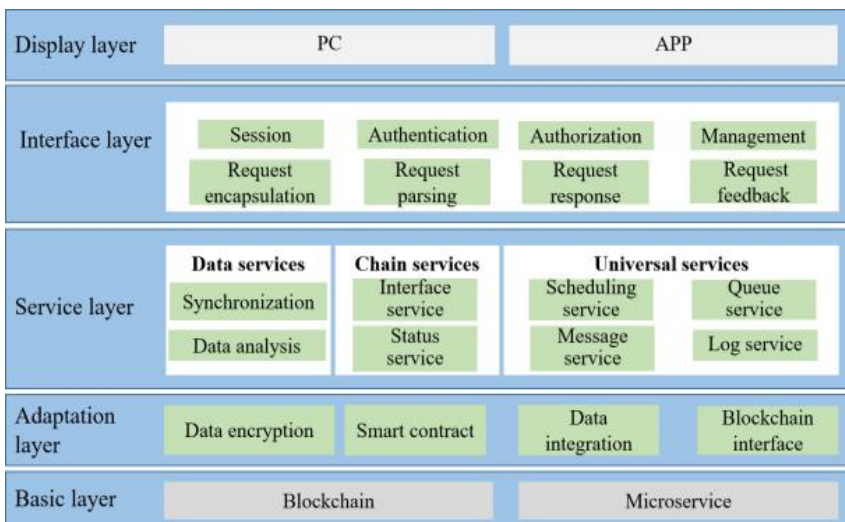 Display layer
PC
APP
Interface layer
Session
Authentication
Authorization
Management
Request
encapsulation
Request
parsing
Request
response
Request
feedback
Service layer
Data services
Synchronization
Data analysis
Chain services
Interface
service
Status
service
Universal services
Scheduling
service
Queue
service
Message
service
Log service
Adaptation
layer
Data encryption
Smart contract
Data
integration
Blockchain
interface
Basic layer
Blockchain
Microservice